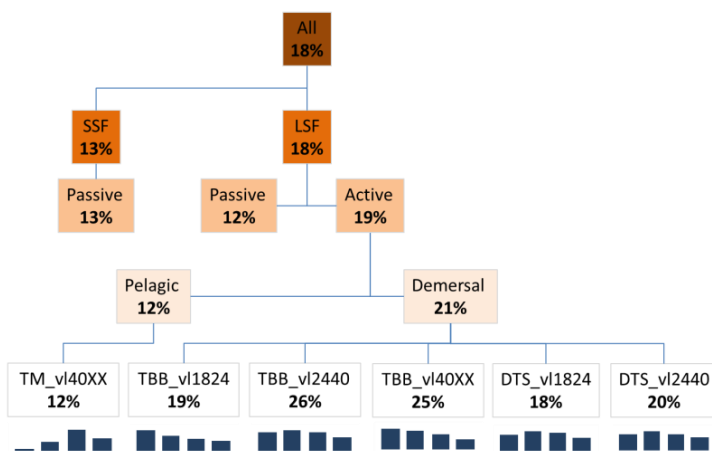 All
18%
SSF
13%
LSF
18%
Passive
13%
Passive
12%
Active
19%
Pelagic
12%
Demersal
21%
TM_vl40XX
12%
TBB_vl1824
19%
TBB_vl2440
26%
TBB_vl40XX
25%
DTS_vl1824
18%
DTS_vl2440
20%